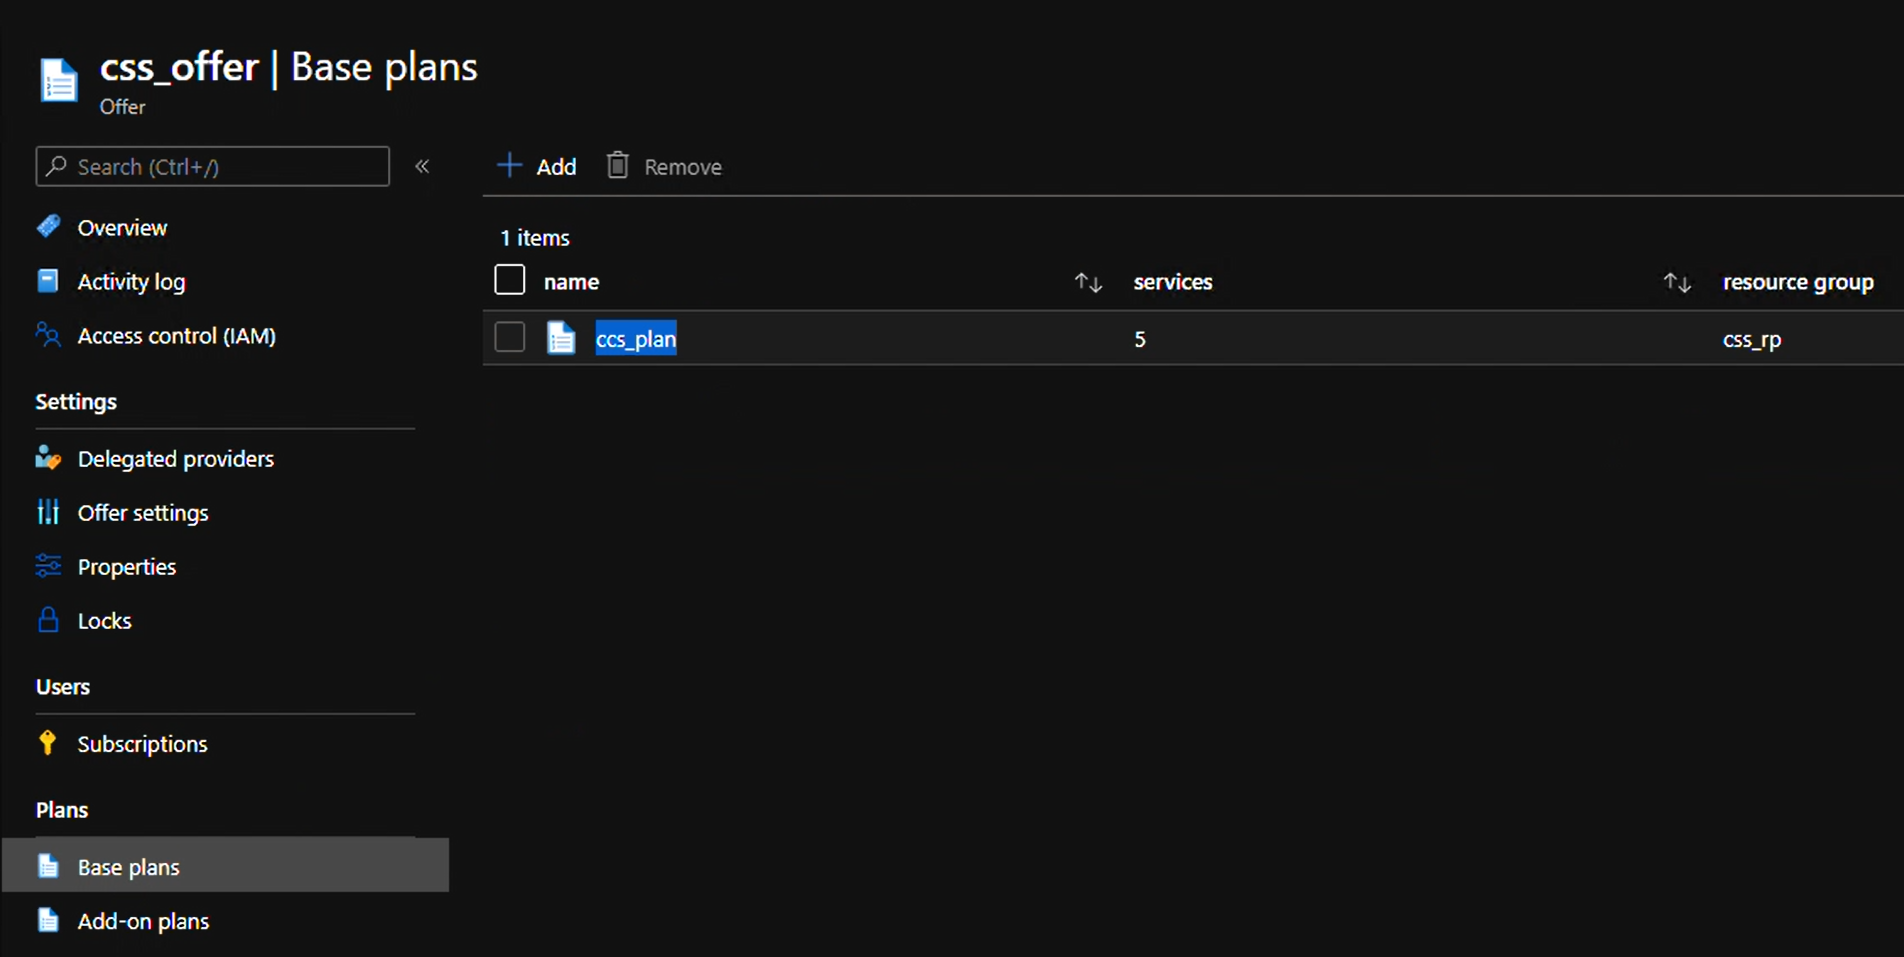 css_offer | Base plans
Offer
Search (Ctrl+/)
«
Add
Remove
Overview
Activity log
Access control (IAM)
Settings
Delegated providers
Offer settings
Properties
Locks
Users
Subscriptions
Plans
Base plans
Add-on plans
1 items
name
services
resource group
ccs_plan
5
css_rp